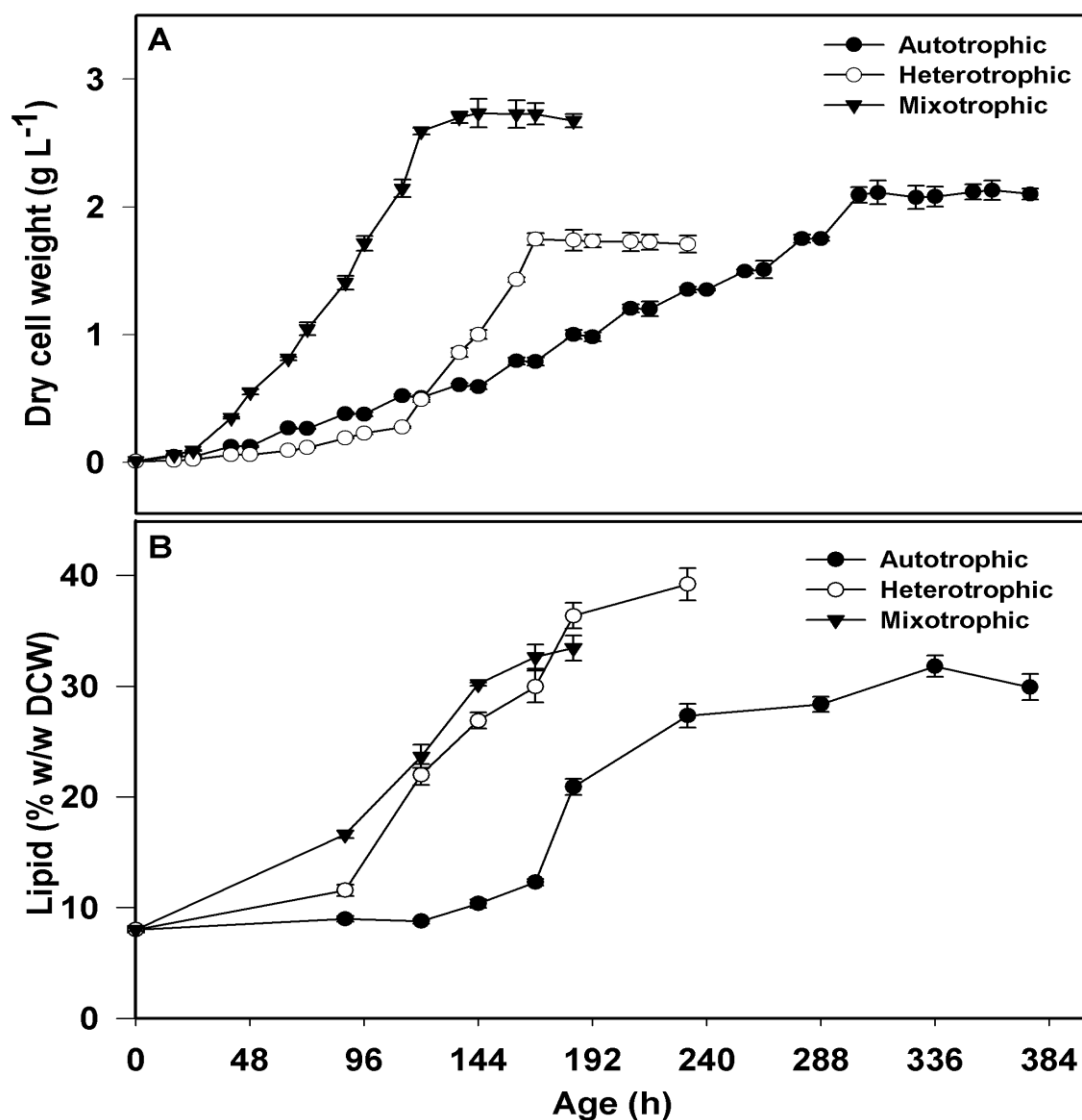 A
Autotrophic
Heterotrophic
Mixotrophic
3
2
1
0
Dry cell weight (g L-1)
B
Autotrophic
Heterotrophic
Mixotrophic
40
30
20
10
0
Lipid (% w/w DCW)
0 48 96 144 192 240 288 336 384
Age (h)